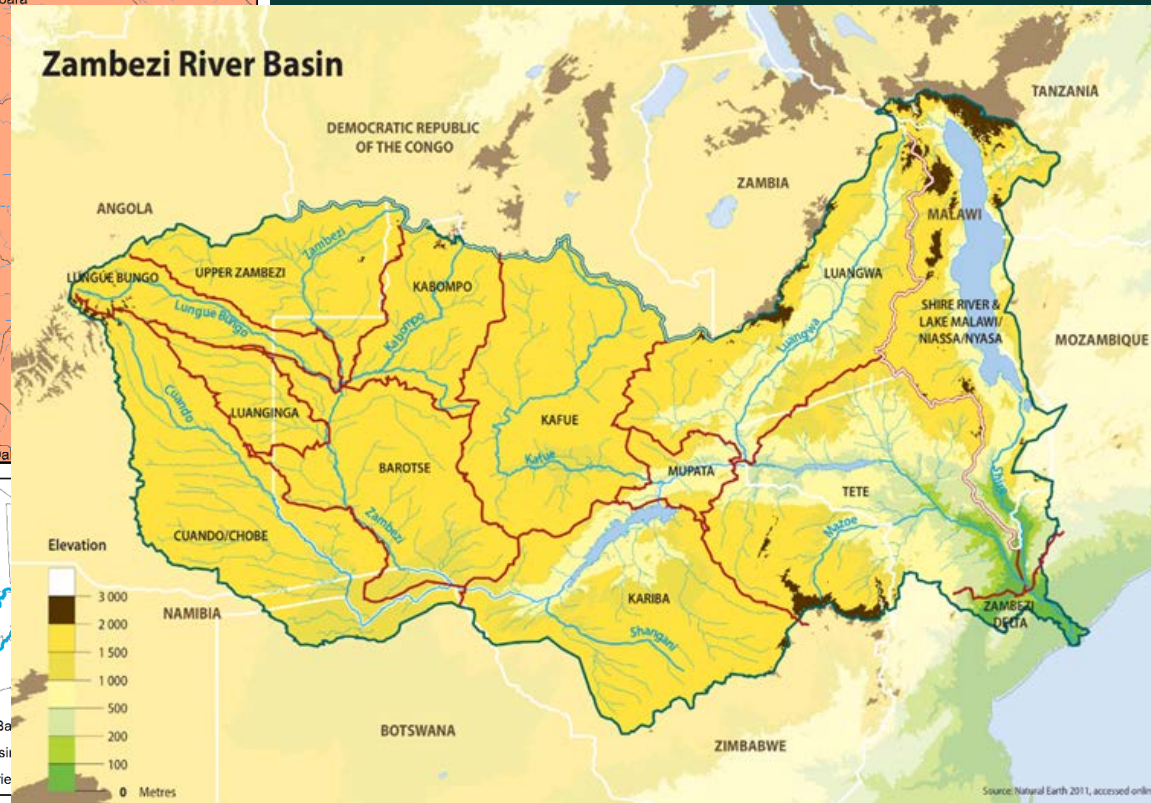 Zambezi River Basin
TANZANIA
DEMOCRATIC REPUBLIC
OF THE CONGO
ZAMBIA
ANGOLA
MALAWI
Zambezi
LUNGÚE BUNGO
UPPER ZAMBEZI
KABOMPO
LUANGWA
Lungue Bungo
Kabompo
Luangwa
SHIRE RIVER &
LAKE MALAWI/
NIASSA/NYASA
MOZAMBIQUE
Cuando
LUANGINGA
KAFUE
BAROTSE
Kafue
MUPATA
TETE
Shire
Zambezi
Mazoe
CUANDO/CHOBE
Elevation
3 000
2 000
1 500
1 000
500
200
100
0 Metres
NAMIBIA
KARIBA
Shangani
ZAMBEZI
DELTA
BOTSWANA
ZIMBABWE
Source: Natural Earth 2011, accessed